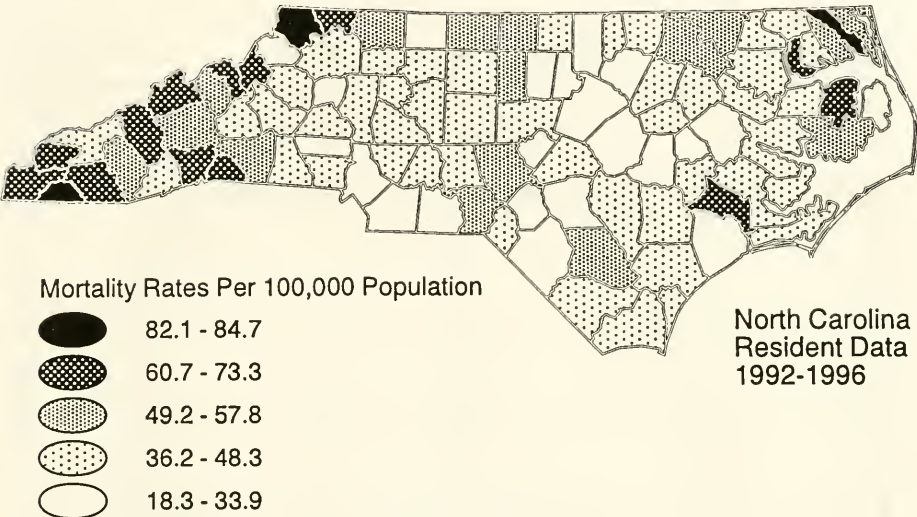 Mortality Rates Per 100,000 Population
82.1 - 84.7
60.7 - 73.3
49.2 - 57.8
36.2 - 48.3
18.3 - 33.9
North Carolina
Resident Data
1992-1996